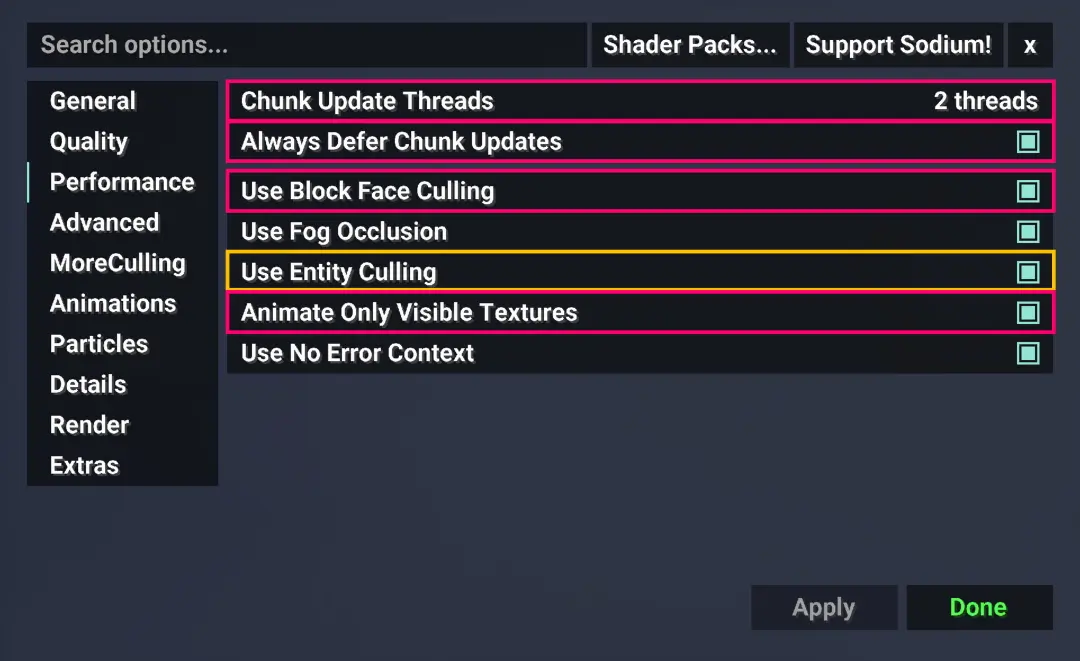 Search options...
Shader Packs...
Support Sodium!
x
General
Quality
Performance
Advanced
MoreCulling
Animations
Particles
Details
Render
Extras
Chunk Update Threads 2 threads
Always Defer Chunk Updates
Use Block Face Culling
Use Fog Occlusion
Use Entity Culling
Animate Only Visible Textures
Use No Error Context
Apply
Done